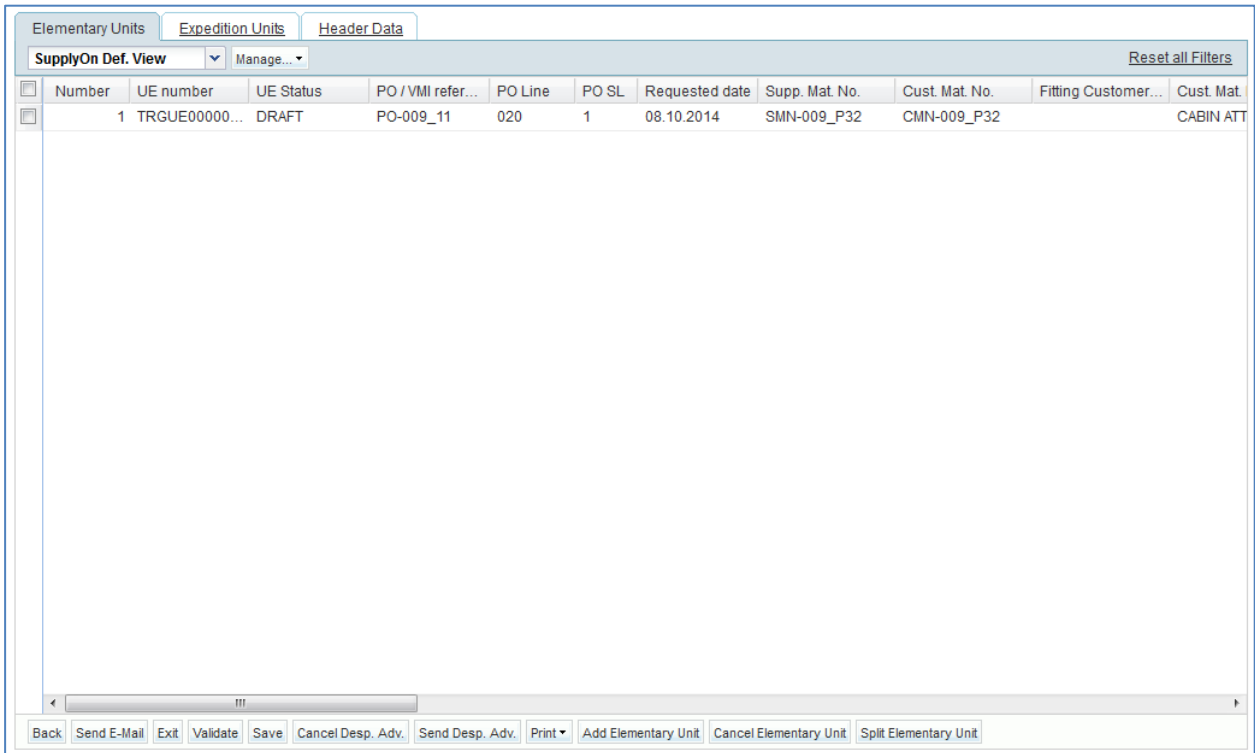 Elementary Units Expedition Units Header Data
SupplyOn Def. View Manage... Reset all Filters
Number UE number UE Status PO / VMI refer... PO Line PO SL Requested date Supp. Mat. No. Cust. Mat. No. Fitting Customer... Cust. Mat.
1 TRGUE00000... DRAFT PO-009_11 020 1 08.10.2014 SMN-009_P32 CMN-009_P32 CABIN ATT
Back Send E-Mail Exit Validate Save Cancel Desp. Adv. Send Desp. Adv. Print Add Elementary Unit Cancel Elementary Unit Split Elementary Unit